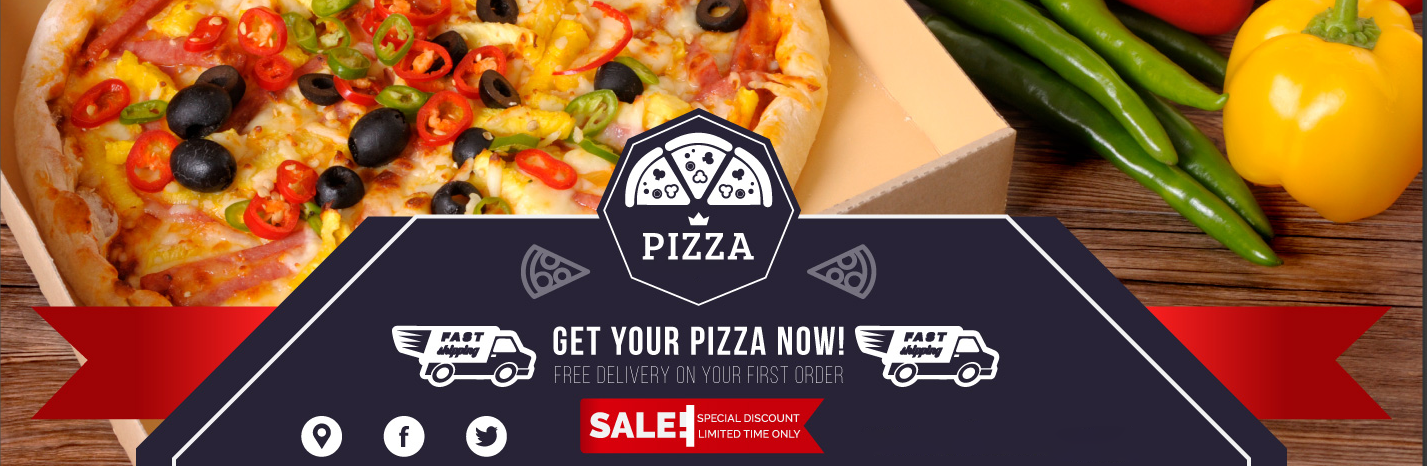 PIZZA
FAST
shipping
GET YOUR PIZZA NOW!
FAST
shipping
FREE DELIVERY ON YOUR FIRST ORDER
SALE!
SPECIAL DISCOUNT
LIMITED TIME ONLY